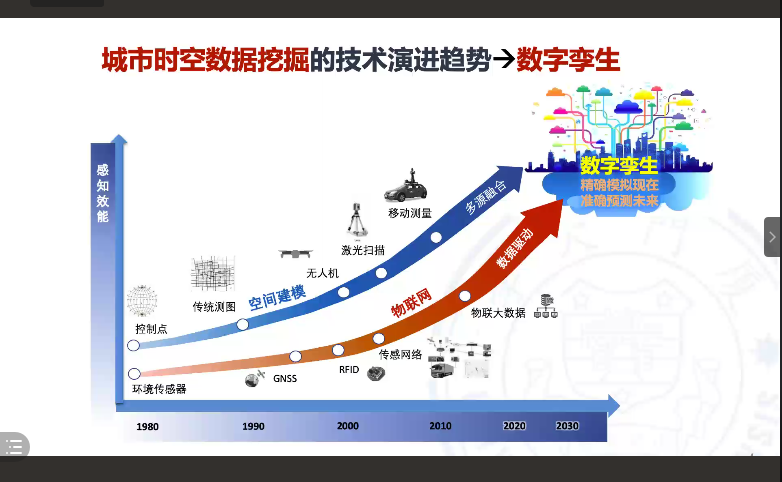 城市时空数据挖掘的技术演进趋势→数字孪生
数字孪生
精确模拟现在
准确预测未来
感知效能
多源融合
移动测量
激光扫描
无人机
空间建模
传统测图
控制点
数据驱动
物联网
物联大数据
传感网络
RFID
GNSS
环境传感器
1980 1990 2000 2010 2020 2030